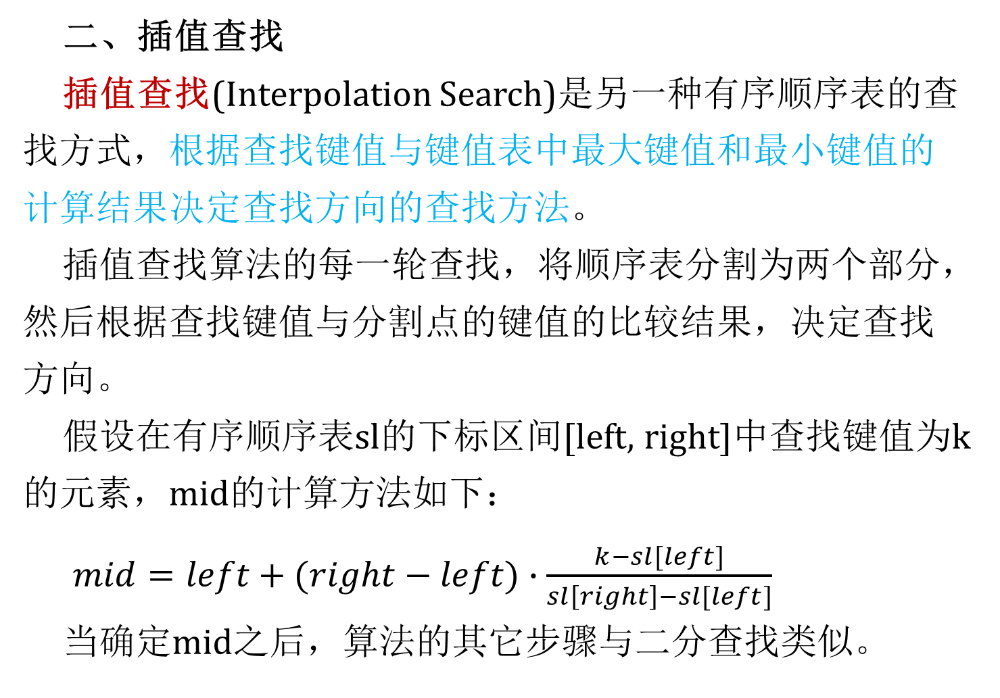 二、插值查找
插值查找(Interpolation Search)是另一种有序顺序表的查
找方式，根据查找键值与键值表中最大键值和最小键值的
计算结果决定查找方向的查找方法。
插值查找算法的每一轮查找，将顺序表分割为两个部分，
然后根据查找键值与分割点的键值的比较结果，决定查找
方向。
假设在有序顺序表sl的下标区间[left, right]中查找键值为k
的元素，mid的计算方法如下：
mid = left + (right − left) · \frac{k−sl[left]}{sl[right]−sl[left]}
当确定mid之后，算法的其它步骤与二分查找类似。